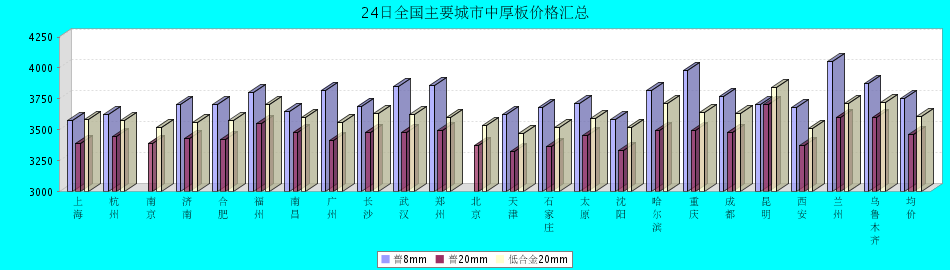 24日全国主要城市中厚板价格汇总
4250
4000
3750
3500
3250
3000
上海
杭州
南京
济南
合肥
福州
南昌
广州
长沙
武汉
郑州
北京
天津
石家庄
太原
沈阳
哈尔滨
重庆
成都
昆明
西安
兰州
乌鲁木齐
均价
普8mm 普20mm 低合金20mm